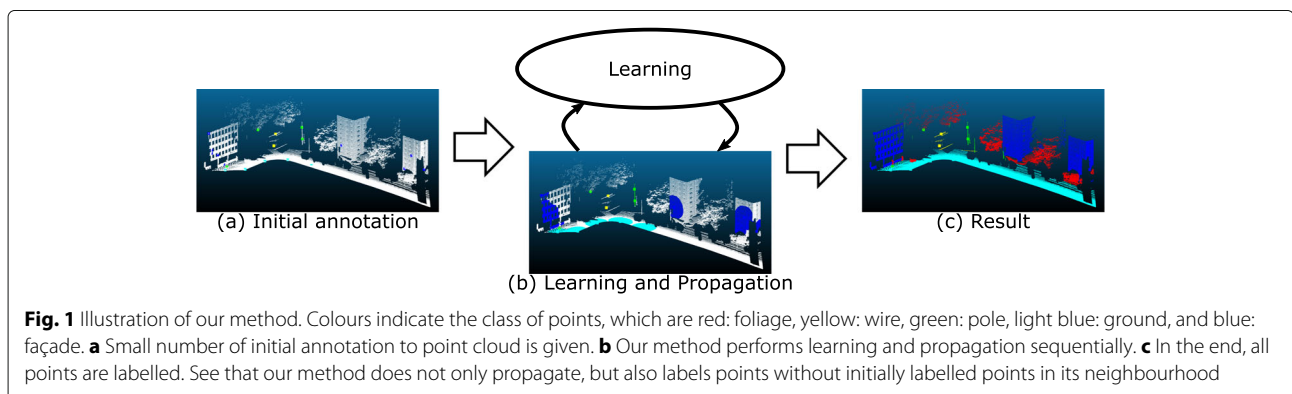 Learning
(a) Initial annotation
(c) Result
(b) Learning and Propagation
Fig. 1 Illustration of our method. Colours indicate the class of points, which are red: foliage, yellow: wire, green: pole, light blue: ground, and blue:
façade. a Small number of initial annotation to point cloud is given. b Our method performs learning and propagation sequentially. c In the end, all
points are labelled. See that our method does not only propagate, but also labels points without initially labelled points in its neighbourhood